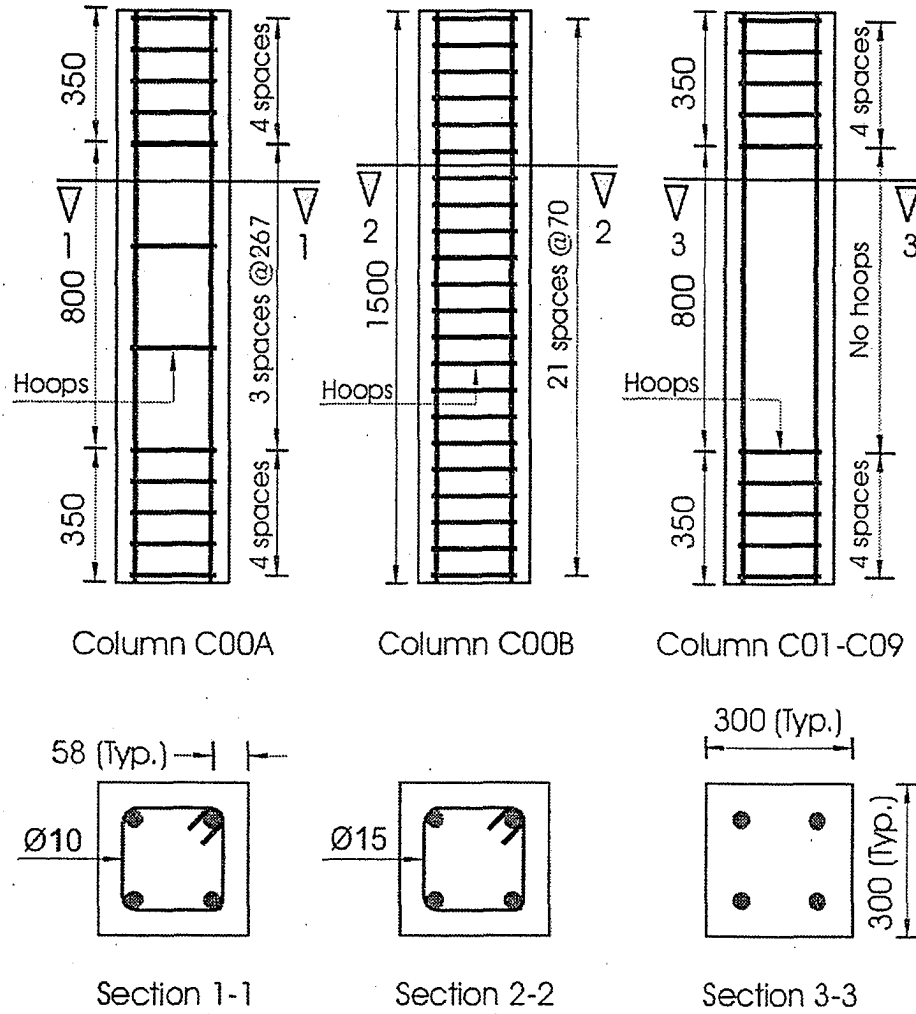 350
4 spaces
1
1
800
3 spaces @267
Hoops
350
4 spaces
Column C00A
2
2
1500
21 spaces @70
Hoops
Column C00B
350
4 spaces
3
3
800
No hoops
Hoops
350
4 spaces
Column C01-C09
58 (Typ.)
Ø10
Section 1-1
Ø15
Section 2-2
300 (Typ.)
300 (Typ.)
Section 3-3